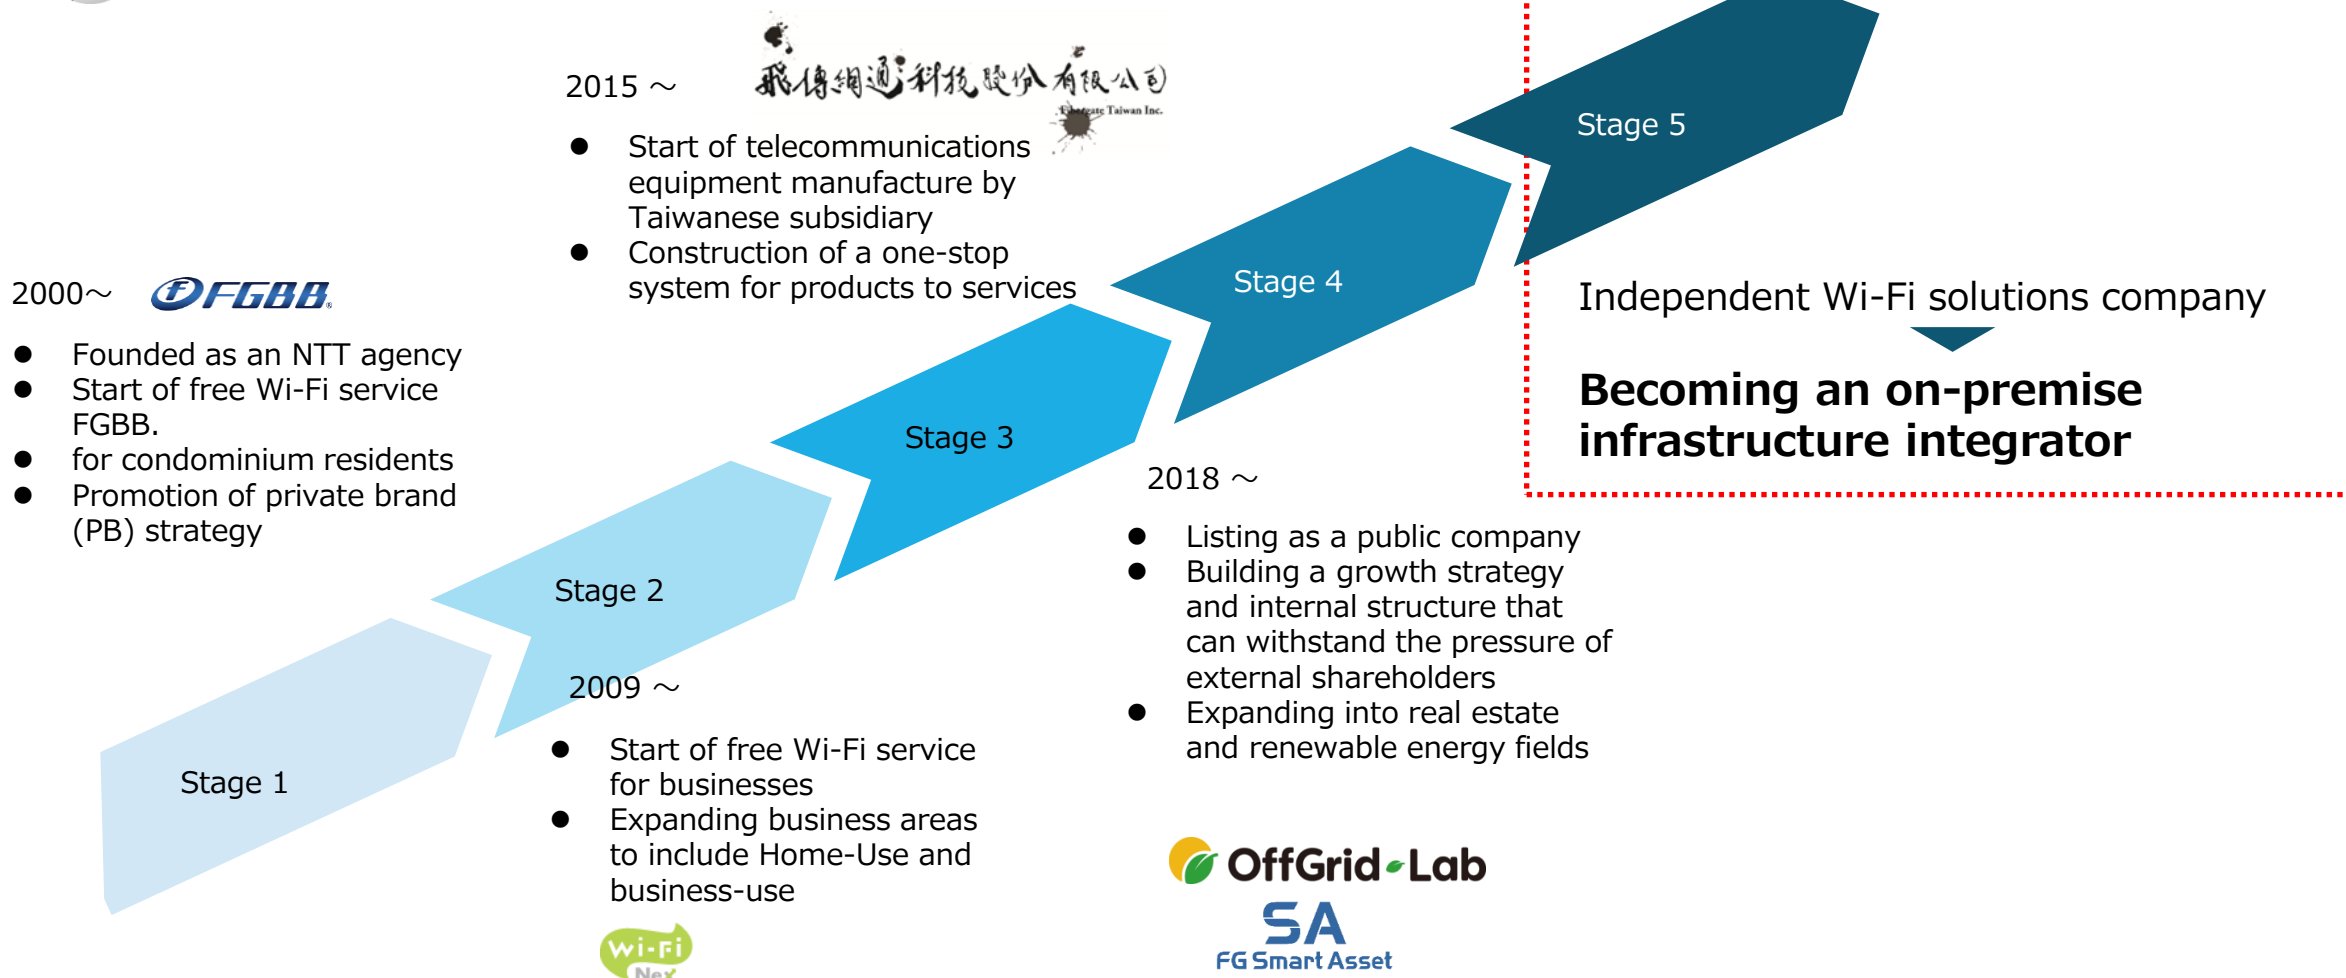 2000～
FGBB
Founded as an NTT agency
Start of free Wi-Fi service
FGBB.
for condominium residents
Promotion of private brand
(PB) strategy
Stage 1
Stage 2
2009 ～
Start of free Wi-Fi service
for businesses
Expanding business areas
to include Home-Use and
business-use
Wi-Fi
Nex
2015 ～
飛傳網通科技股份有限公司
Fibergate Taiwan Inc.
Start of telecommunications
equipment manufacture by
Taiwanese subsidiary
Construction of a one-stop
system for products to services
Stage 3
Stage 4
2018 ～
Listing as a public company
Building a growth strategy
and internal structure that
can withstand the pressure of
external shareholders
Expanding into real estate
and renewable energy fields
OffGrid Lab
SA
FG Smart Asset
Stage 5
Independent Wi-Fi solutions company
Becoming an on-premise
infrastructure integrator